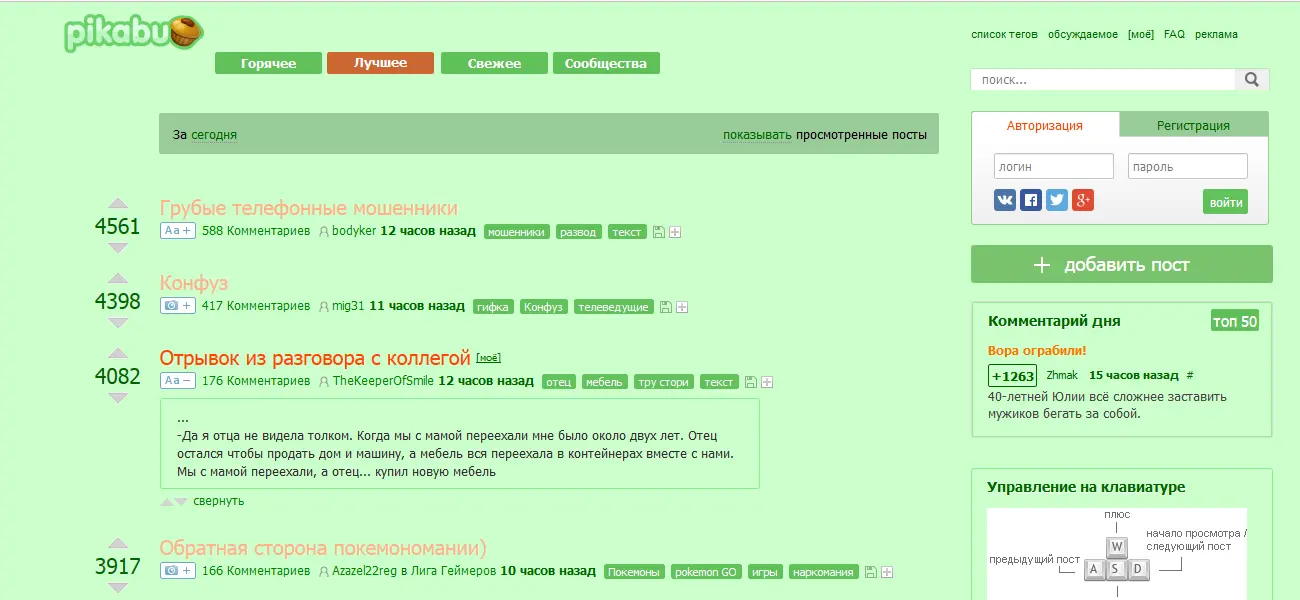 pikabu
список тегов обсуждаемое [моё] FAQ реклама
Горячее Лучшее Свежее Сообщества
поиск...
За сегодня показывать просмотренные посты
Авторизация Регистрация
логин пароль
войти
4561
Грубые телефонные мошенники
Aa + 588 Комментариев bodyker 12 часов назад мошенники развод текст
добавить пост
4398
Конфуз
+ 417 Комментариев mig31 11 часов назад гифка Конфуз телеведущие
Комментарий дня топ 50
Вора ограбили!
+1263 Zhmak 15 часов назад #
40-летней Юлии всё сложнее заставить
мужиков бегать за собой.
4082
Отрывок из разговора с коллегой [моё]
Aa − 176 Комментариев TheKeeperOfSmile 12 часов назад отец мебель тру стори текст
...
-Да я отца не видела толком. Когда мы с мамой переехали мне было около двух лет. Отец
остался чтобы продать дом и машину, а мебель вся переехала в контейнерах вместе с нами.
Мы с мамой переехали, а отец... купил новую мебель
свернуть
Управление на клавиатуре
плюс
начало просмотра /
следующий пост
предыдущий пост
W
A S D
3917
Обратная сторона покемономании)
+ 166 Комментариев Azazel22reg в Лига Геймеров 10 часов назад Покемоны pokemon GO игры наркомания